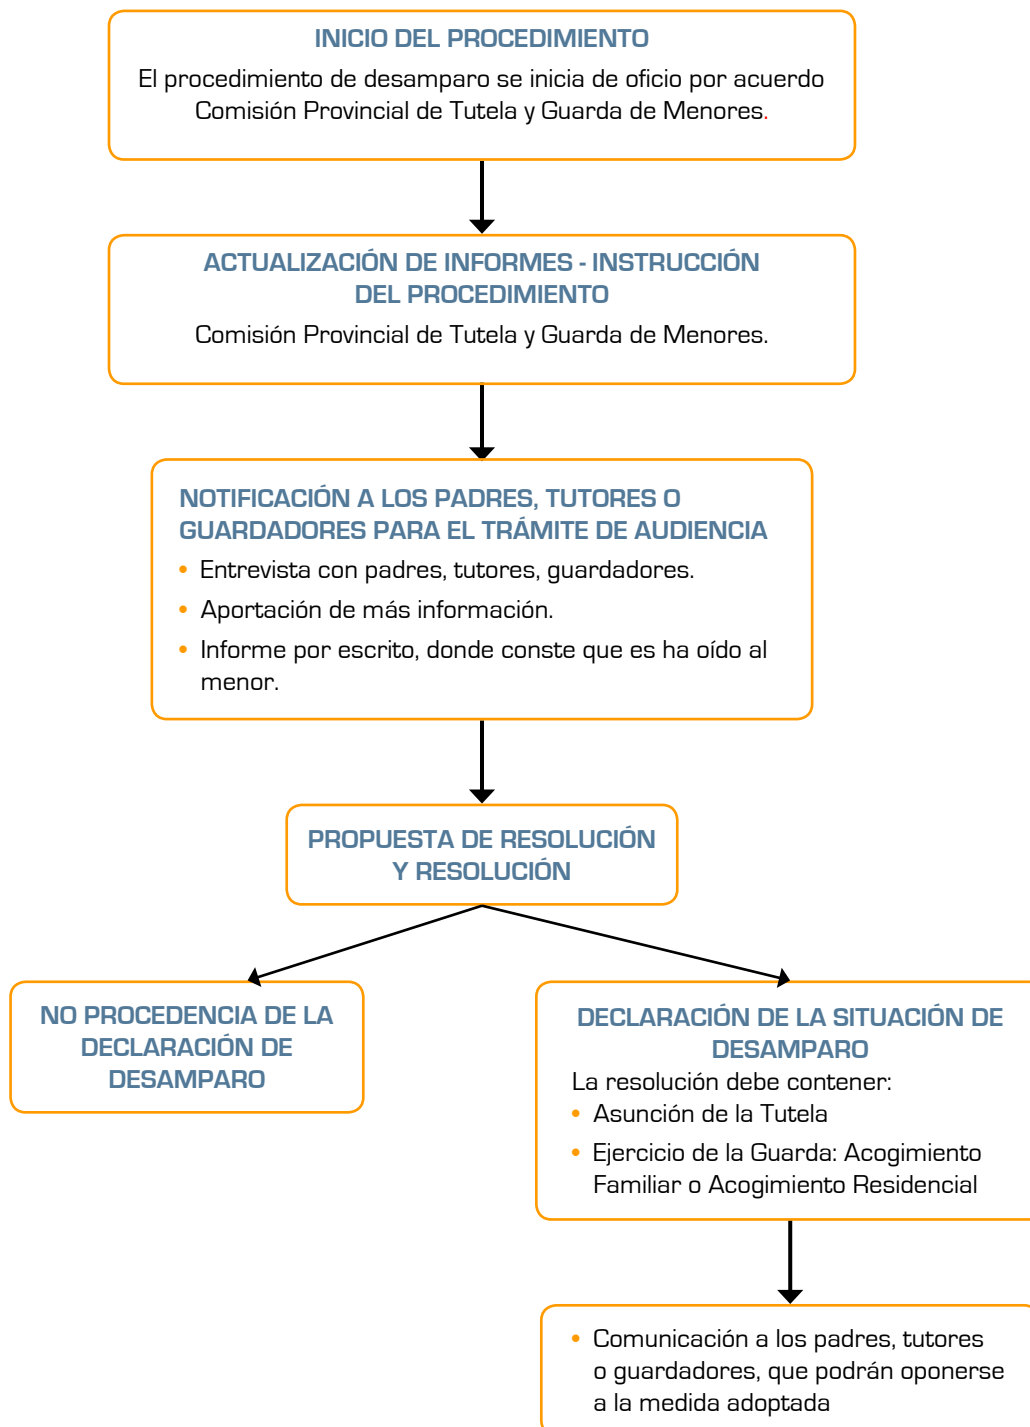 INICIO DEL PROCEDIMIENTO
El procedimiento de desamparo se inicia de oficio por acuerdo
Comisión Provincial de Tutela y Guarda de Menores.
ACTUALIZACIÓN DE INFORMES - INSTRUCCIÓN
DEL PROCEDIMIENTO
Comisión Provincial de Tutela y Guarda de Menores.
NOTIFICACIÓN A LOS PADRES, TUTORES O
GUARDADORES PARA EL TRÁMITE DE AUDIENCIA
• Entrevista con padres, tutores, guardadores.
• Aportación de más información.
• Informe por escrito, donde conste que es ha oído al
menor.
PROPUESTA DE RESOLUCIÓN
Y RESOLUCIÓN
NO PROCEDENCIA DE LA
DECLARACIÓN DE
DESAMPARO
DECLARACIÓN DE LA SITUACIÓN DE
DESAMPARO
La resolución debe contener:
• Asunción de la Tutela
• Ejercicio de la Guarda: Acogimiento
Familiar o Acogimiento Residencial
• Comunicación a los padres, tutores
o guardadores, que podrán oponerse
a la medida adoptada